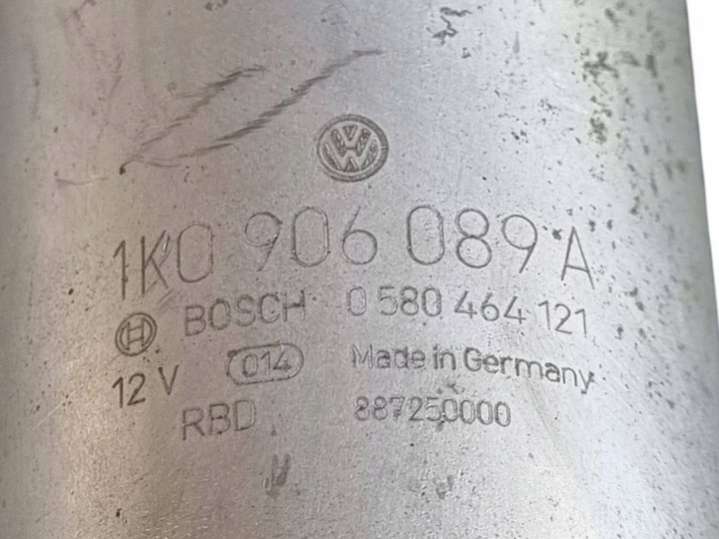 1K0 906 089 A
BOSCH 0 580 464 121
12 V 014 Made in Germany
RBD 887250000